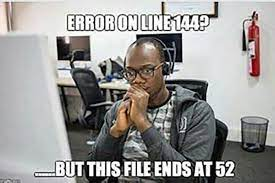 ERROR ON LINE 144?
......BUT THIS FILE ENDS AT 52